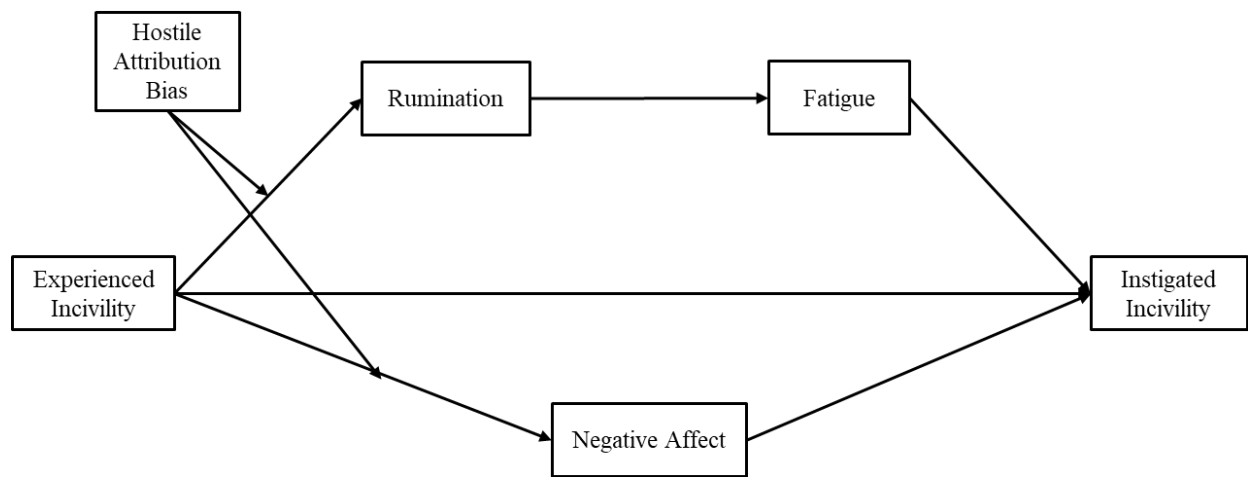 Hostile
Attribution
Bias
Rumination
Fatigue
Experienced
Incivility
Instigated
Incivility
Negative Affect